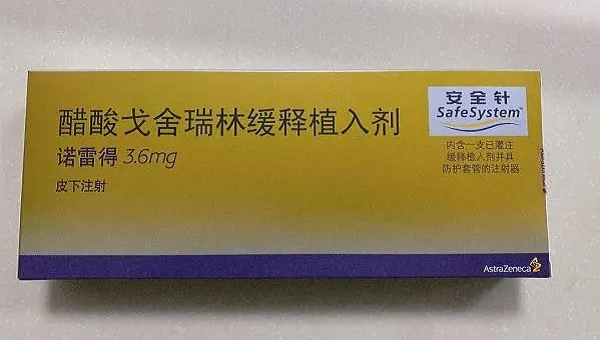 醋酸戈舍瑞林缓释植入剂
诺雷得 3.6mg
皮下注射
安全针
SafeSystem™
内含一支已灌注
缓释植入剂并具
防护套管的注射器
AstraZeneca